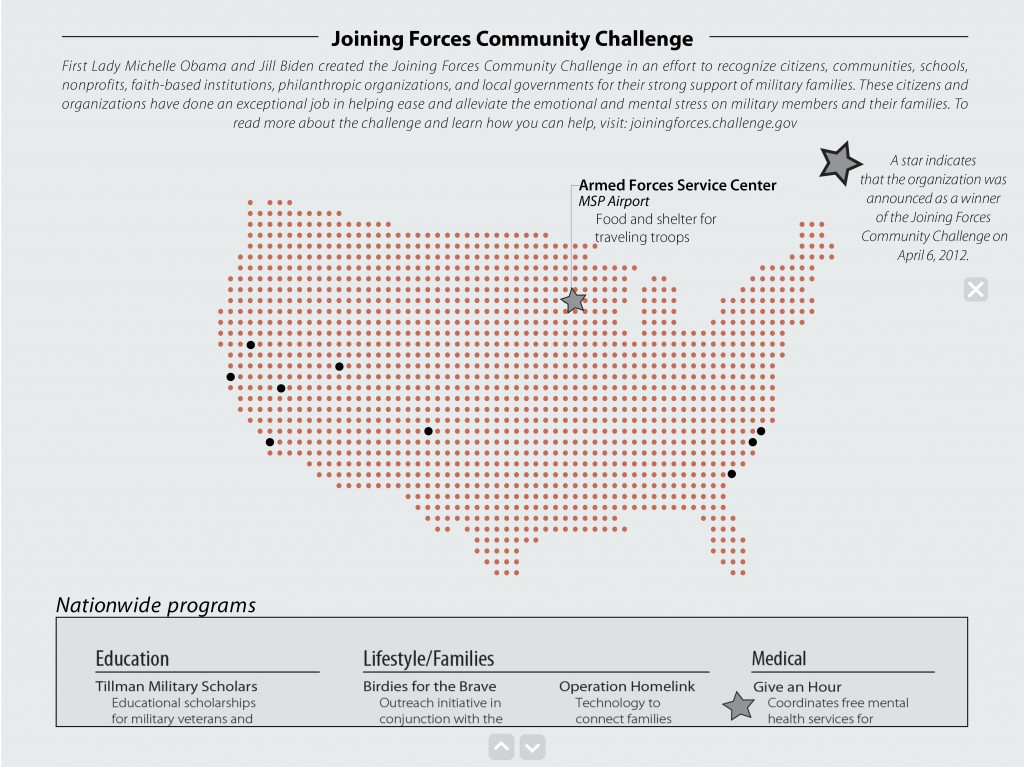 Joining Forces Community Challenge
First Lady Michelle Obama and Jill Biden created the Joining Forces Community Challenge in an effort to recognize citizens, communities, schools,
nonprofits, faith-based institutions, philanthropic organizations, and local governments for their strong support of military families. These citizens and
organizations have done an exceptional job in helping ease and alleviate the emotional and mental stress on military members and their families. To
read more about the challenge and learn how you can help, visit: joiningforces.challenge.gov
A star indicates
that the organization was
announced as a winner
of the Joining Forces
Community Challenge on
April 6, 2012.
Armed Forces Service Center
MSP Airport
Food and shelter for
traveling troops
Nationwide programs
Education
Tillman Military Scholars
Educational scholarships
for military veterans and
Lifestyle/Families
Birdies for the Brave
Outreach initiative in
conjunction with the
Operation Homelink
Technology to
connect families
Medical
Give an Hour
Coordinates free mental
health services for